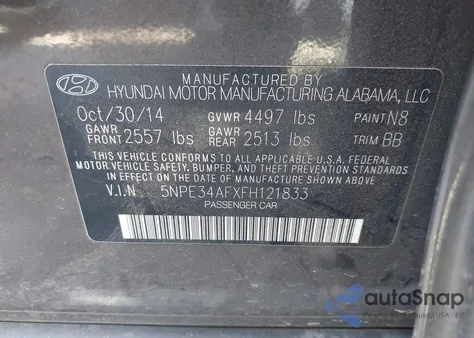 MANUFACTURED BY
HYUNDAI MOTOR MANUFACTURING ALABAMA, LLC
Oct/30/14 GVWR 4497 lbs PAINT N8
GAWR FRONT 2557 lbs GAWR REAR 2513 lbs TRIM BB
THIS VEHICLE CONFORMS TO ALL APPLICABLE U.S.A. FEDERAL
MOTOR VEHICLE SAFETY, BUMPER, AND THEFT PREVENTION
STANDARDS IN EFFECT ON THE DATE OF MANUFACTURE SHOWN ABOVE.
V.I.N. 5NPE34AFXFH121833
PASSENGER CAR
autoSnap
USA - EU